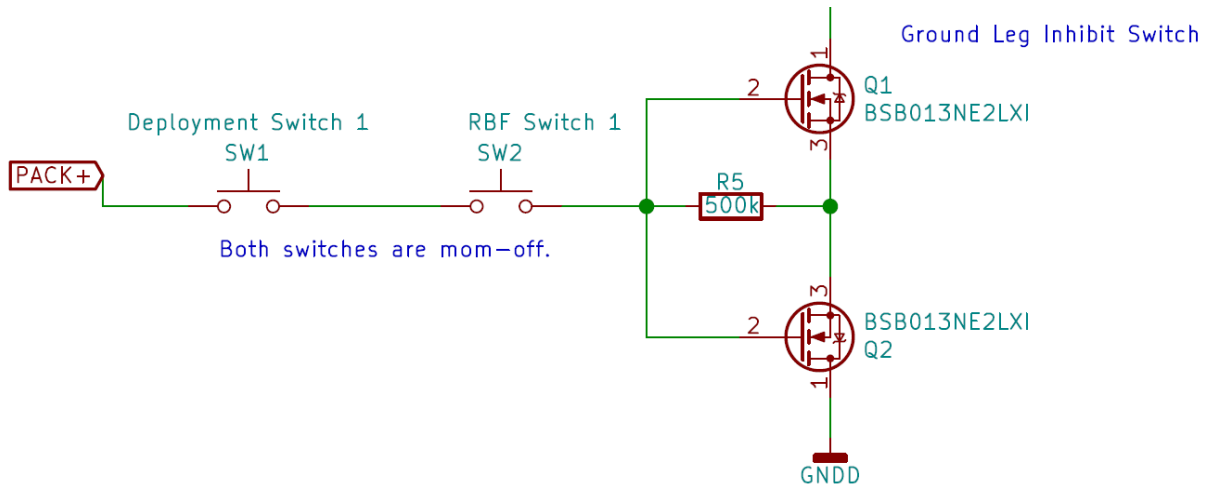 Ground Leg Inhibit Switch
1
2
Q1
BSB013NE2LXI
3
Deployment Switch 1
SW1
RBF Switch 1
SW2
PACK+
R5
500k
Both switches are mom-off.
3
2
BSB013NE2LXI
Q2
1
GNDD